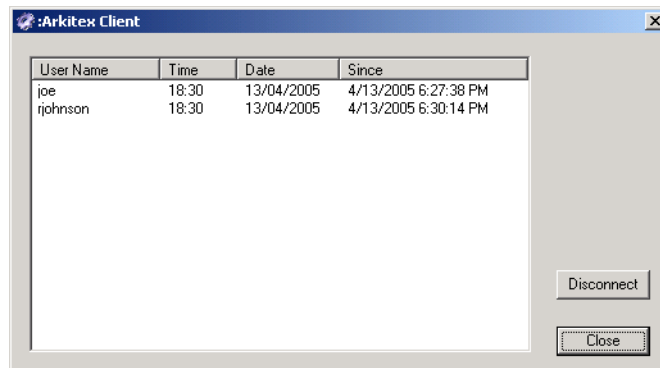 :Arkitex Client
User Name Time Date Since
joe 18:30 13/04/2005 4/13/2005 6:27:38 PM
rjohnson 18:30 13/04/2005 4/13/2005 6:30:14 PM
Disconnect
Close